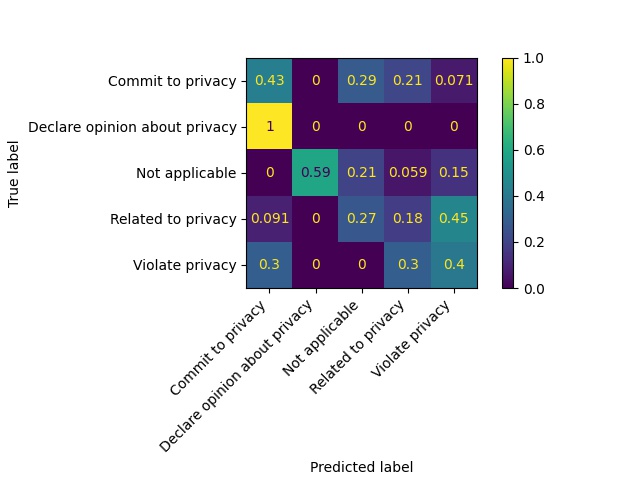 Commit to privacy 0.43 0 0.29 0.21 0.071
Declare opinion about privacy 1 0 0 0 0
Not applicable 0 0.59 0.21 0.059 0.15
Related to privacy 0.091 0 0.27 0.18 0.45
Violate privacy 0.3 0 0 0.3 0.4
True label
Commit to privacy
Declare opinion about privacy
Not applicable
Related to privacy
Violate privacy
Predicted label
1.0
0.8
0.6
0.4
0.2
0.0